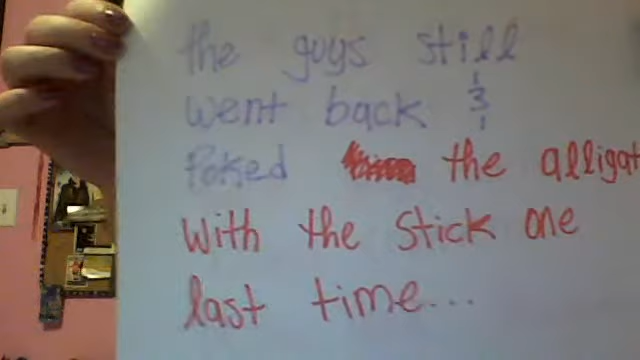 the guys still
went back &
Poked the alligat
with the stick one
last time...